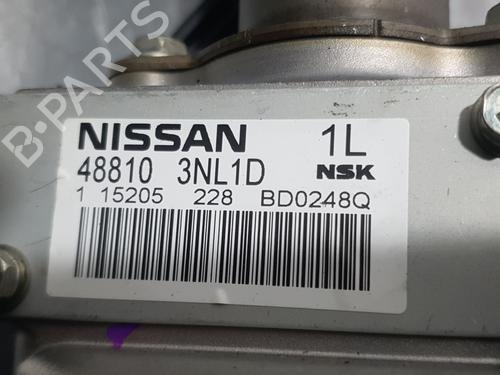 B-PARTS
NISSAN 1L
48810 3NL1D NSK
1 15205 228 BD0248Q